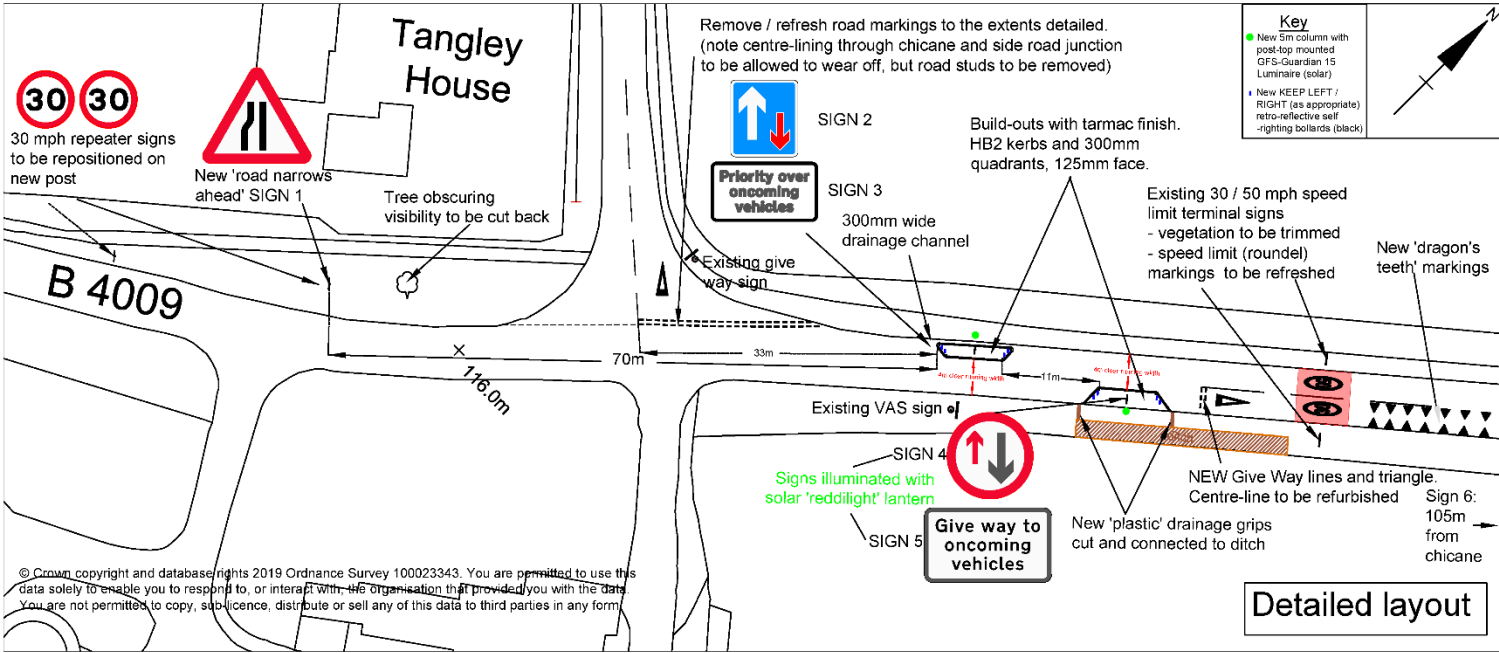 Tangley
House
30
30
30 mph repeater signs
to be repositioned on
new post
New 'road narrows
ahead' SIGN 1
Tree obscuring
visibility to be cut back
B 4009
Remove / refresh road markings to the extents detailed.
(note centre-lining through chicane and side road junction
to be allowed to wear off, but road studs to be removed)
SIGN 2
Priority over
oncoming
vehicles
SIGN 3
300mm wide
drainage channel
Existing give
way sign
Build-outs with tarmac finish.
HB2 kerbs and 300mm
quadrants, 125mm face.
Existing 30 / 50 mph speed
limit terminal signs
- vegetation to be trimmed
- speed limit (roundel)
markings to be refreshed
New 'dragon's
teeth' markings
Key
New 5m column with
post-top mounted
GFS-Guardian 15
Luminaire (solar)
New KEEP LEFT /
RIGHT (as appropriate)
retro-reflective self
-righting bollards (black)
N
70m
33m
116.0m
11m
clear running width
clear running width
Existing VAS sign
SIGN 4
Signs illuminated with
solar 'reddilight' lantern
SIGN 5
Give way to
oncoming
vehicles
New 'plastic' drainage grips
cut and connected to ditch
NEW Give Way lines and triangle.
Centre-line to be refurbished
Sign 6:
105m
from
chicane
© Crown copyright and database rights 2019 Ordnance Survey 100023343. You are permitted to use this
data solely to enable you to respond to, or interact with, the organisation that provided you with the data.
You are not permitted to copy, sub-licence, distribute or sell any of this data to third parties in any form.
Detailed layout